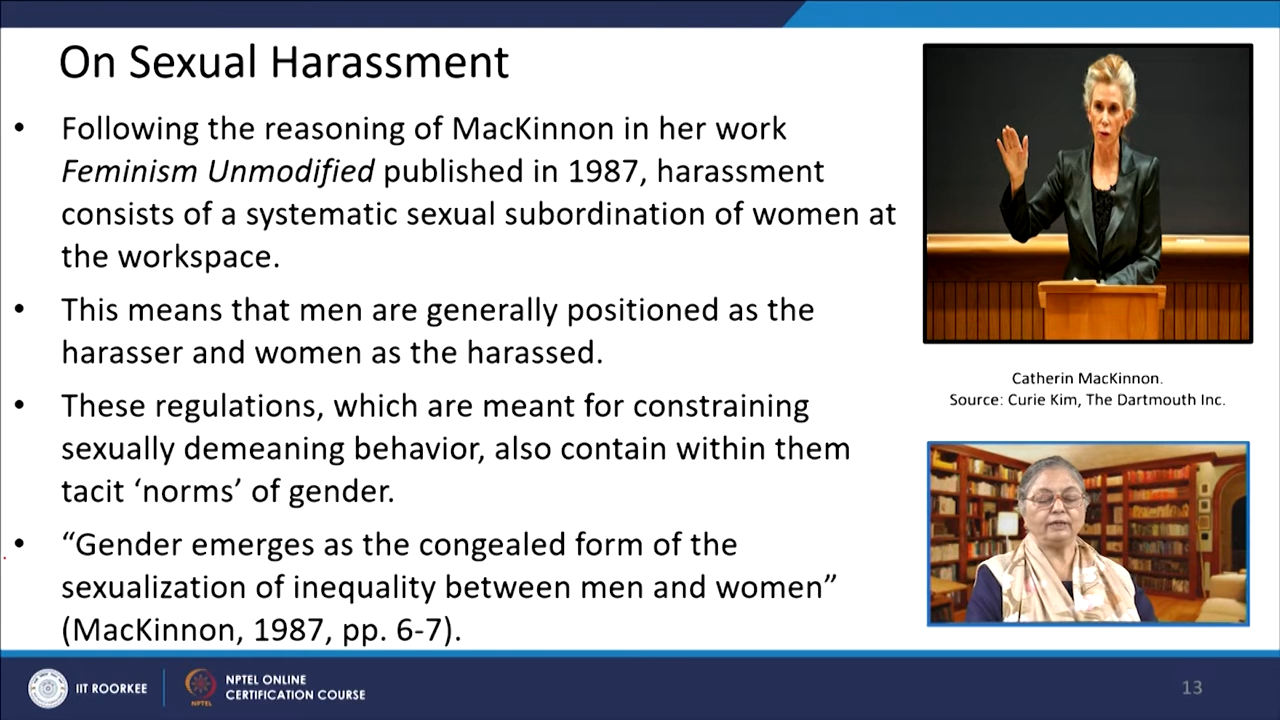 On Sexual Harassment
• Following the reasoning of MacKinnon in her work
Feminism Unmodified published in 1987, harassment
consists of a systematic sexual subordination of women at
the workspace.
• This means that men are generally positioned as the
harasser and women as the harassed.
• These regulations, which are meant for constraining
sexually demeaning behavior, also contain within them
tacit ‘norms’ of gender.
• “Gender emerges as the congealed form of the
sexualization of inequality between men and women”
(MacKinnon, 1987, pp. 6-7).
Catherin MacKinnon.
Source: Curie Kim, The Dartmouth Inc.
IIT ROORKEE
NPTEL
NPTEL ONLINE
CERTIFICATION COURSE
13